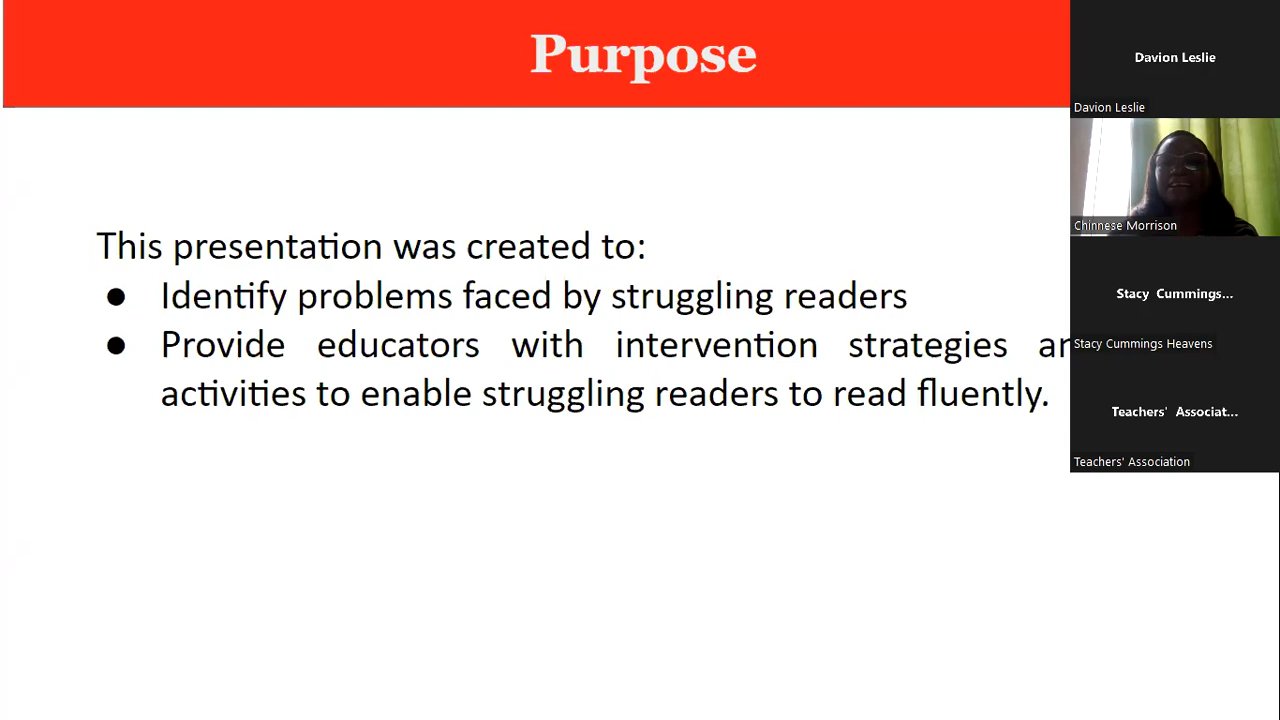 Purpose
This presentation was created to:
● Identify problems faced by struggling readers
● Provide educators with intervention strategies
activities to enable struggling readers to read fluently.
Davion Leslie
Davion Leslie
Chinnese Morrison
Stacy Cummings...
Stacy Cummings Heavens
Teachers' Associat...
Teachers' Association